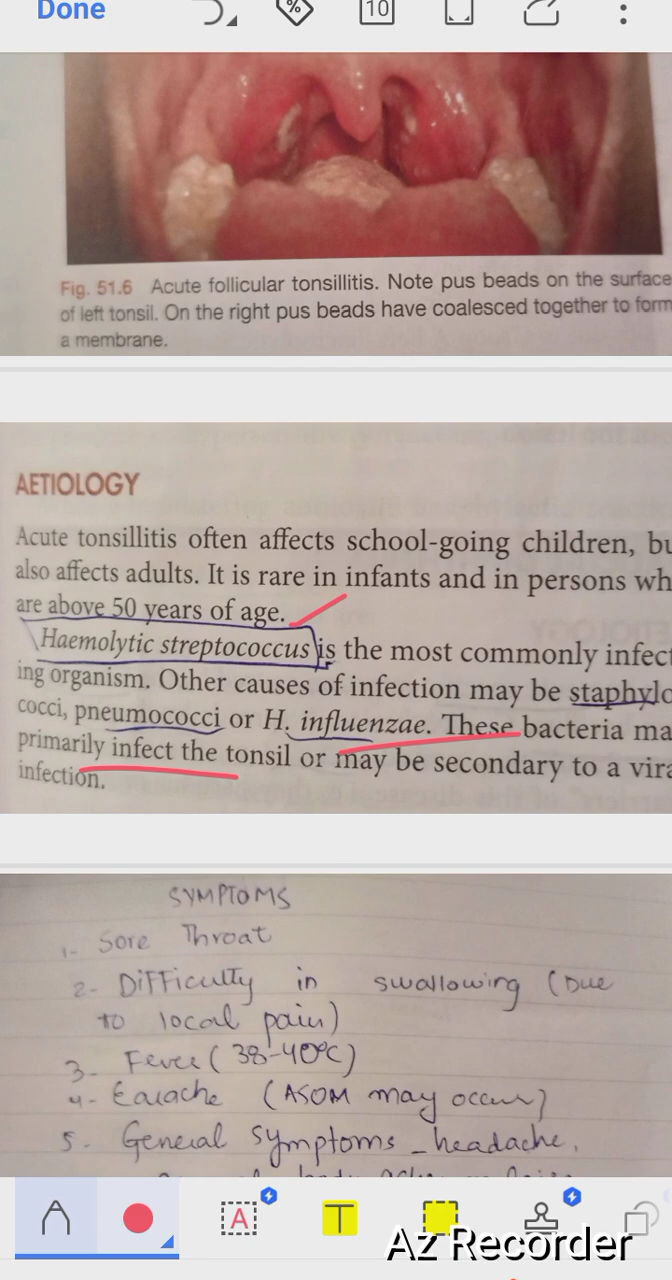 Done
%
10
Fig. 51.6 Acute follicular tonsillitis. Note pus beads on the surface
of left tonsil. On the right pus beads have coalesced together to form
a membrane.
AETIOLOGY
Acute tonsillitis often affects school-going children, bu
also affects adults. It is rare in infants and in persons wh
are above 50 years of age.
Haemolytic streptococcus is the most commonly infect
ing organism. Other causes of infection may be staphylo
cocci, pneumococci or H. influenzae. These bacteria ma
primarily infect the tonsil or may be secondary to a vira
infection.
SYMPTOMS
1- Sore Throat
2- Difficulty in swallowing (Due
to local pain)
3- Fever (38-40°C)
4- Earache (ASOM may occur)
5- General symptoms - headache,
A
T
Az Recorder